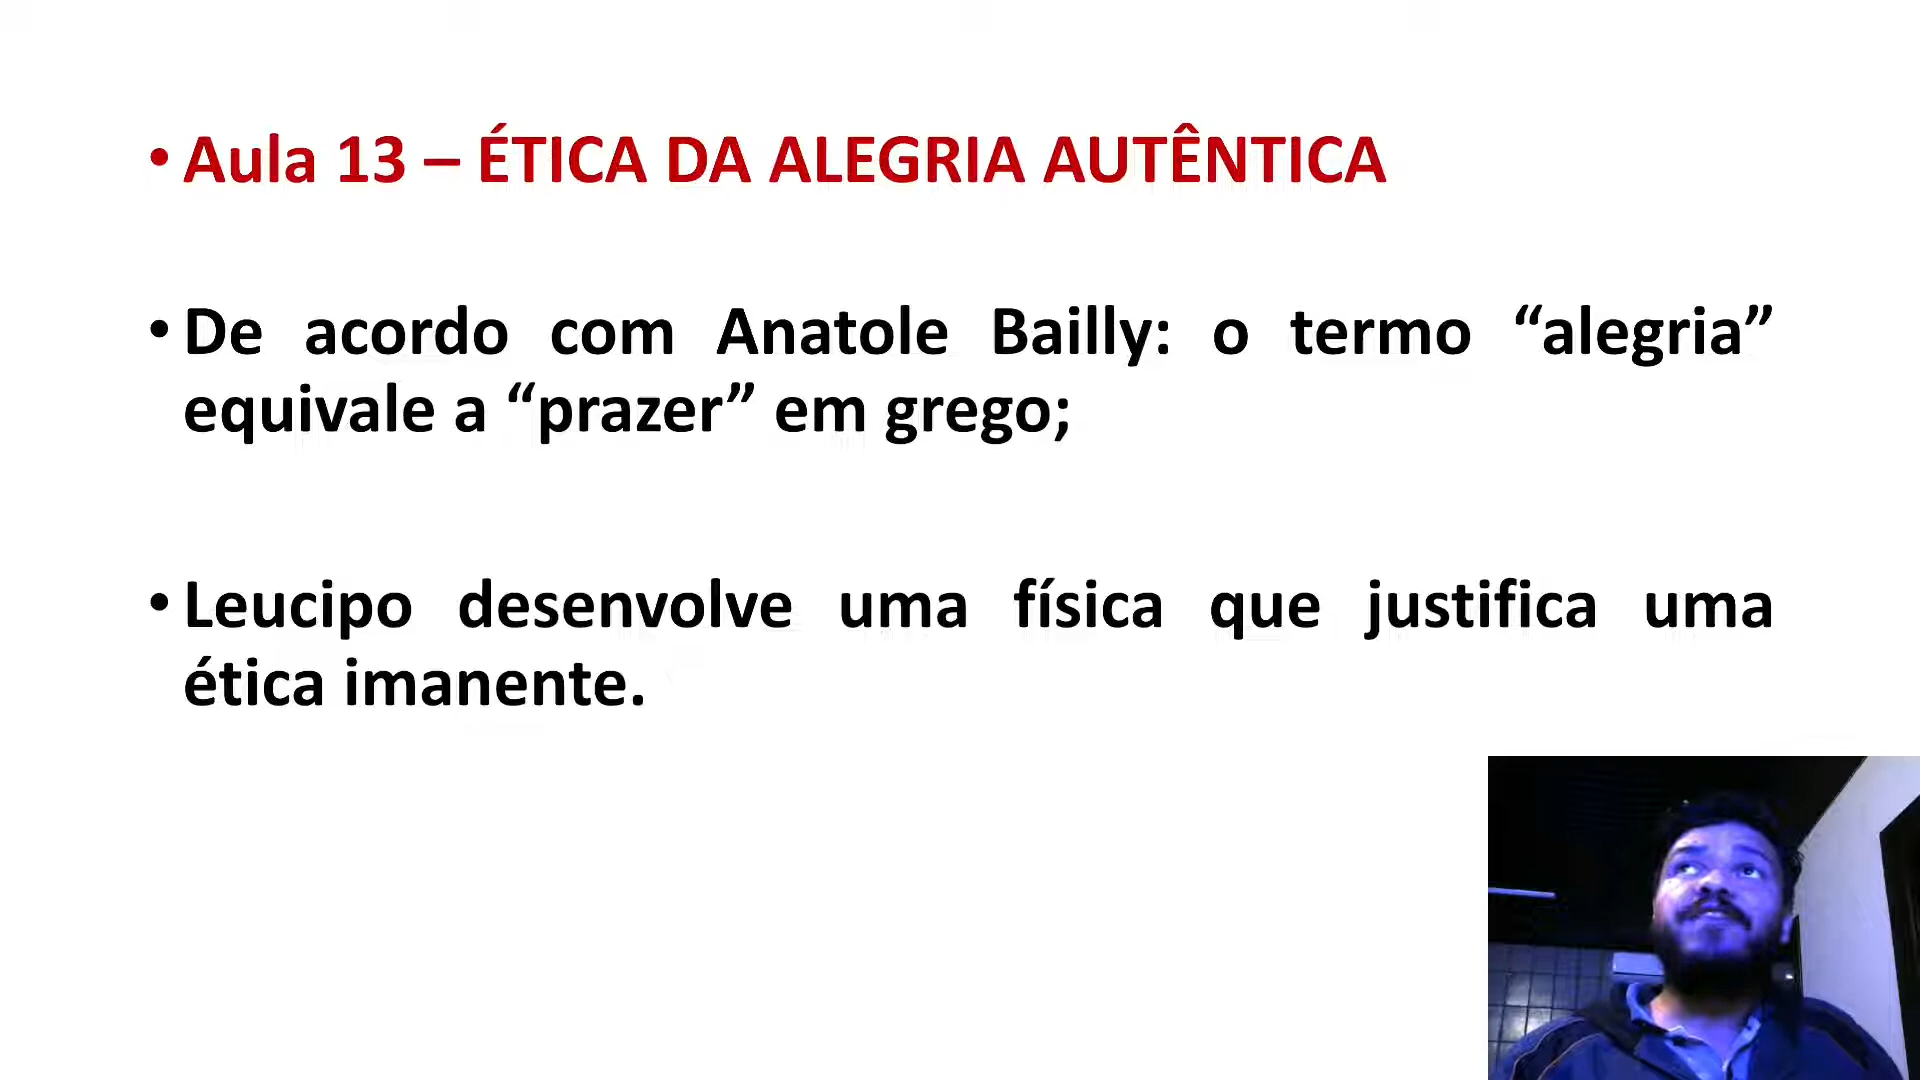 • Aula 13 – ÉTICA DA ALEGRIA AUTÊNTICA
• De acordo com Anatole Bailly: o termo “alegria”
equivale a “prazer” em grego;
• Leucipo desenvolve uma física que justifica uma
ética imanente.